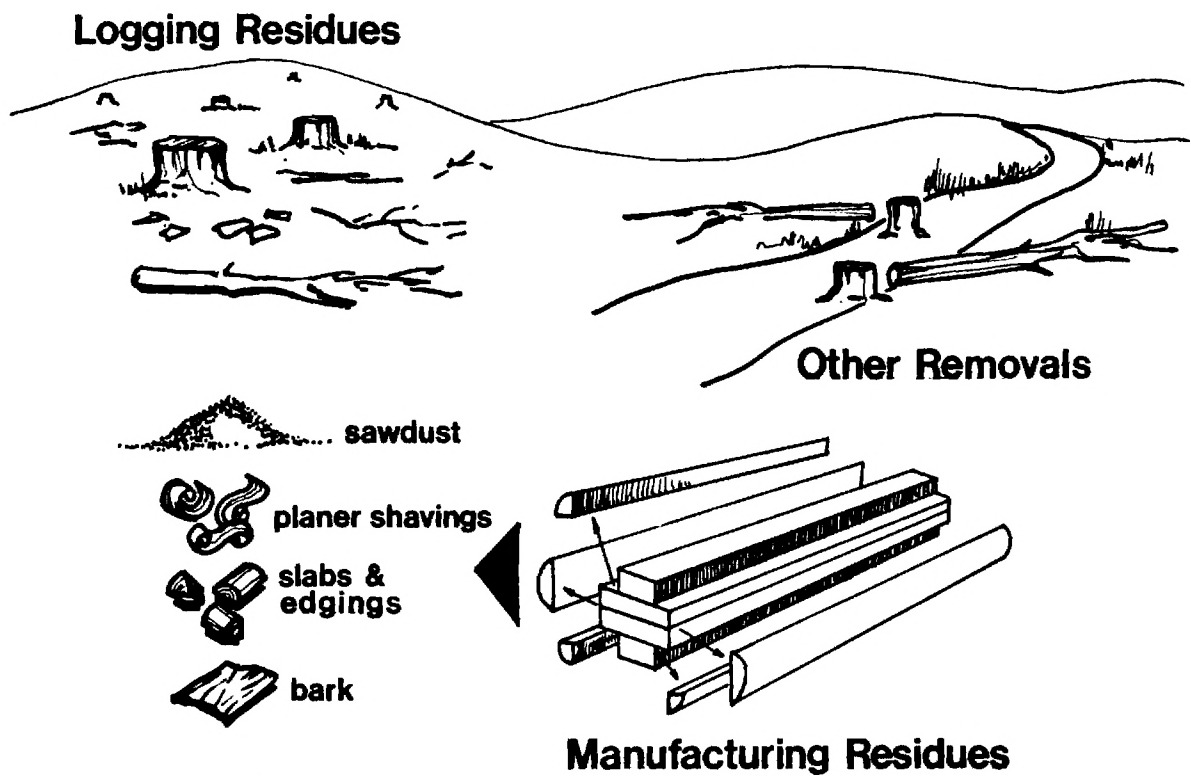 Logging Residues
Other Removals
sawdust
planer shavings
slabs &
edgings
bark
Manufacturing Residues